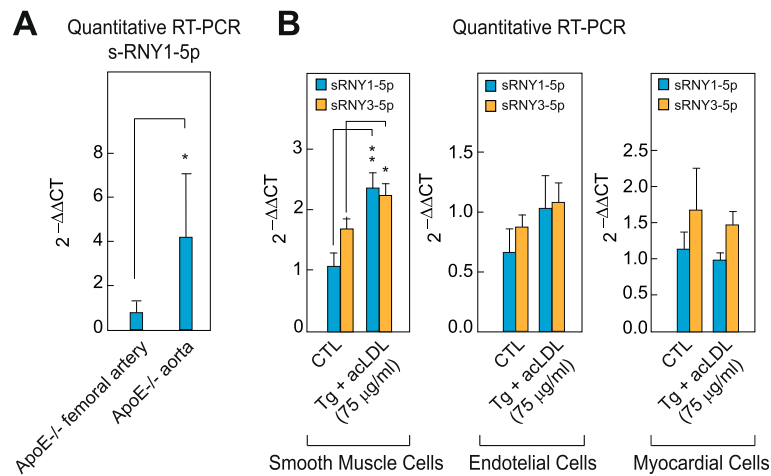 A
Quantitative RT-PCR
s-RNY1-5p
2 –ΔΔCT
8
6
4
2
0
*
ApoE-/- femoral artery
ApoE-/- aorta
B
Quantitative RT-PCR
sRNY1-5p
sRNY3-5p
2 –ΔΔCT
3
2
1
0
*
*
*
CTL
Tg + acLDL
(75 µg/ml)
Smooth Muscle Cells
sRNY1-5p
sRNY3-5p
2 –ΔΔCT
1.5
1.0
0.5
0.0
CTL
Tg + acLDL
(75 µg/ml)
Endotelial Cells
sRNY1-5p
sRNY3-5p
2 –ΔΔCT
2.5
2.0
1.5
1.0
0.5
0.0
CTL
Tg + acLDL
(75 µg/ml)
Myocardial Cells